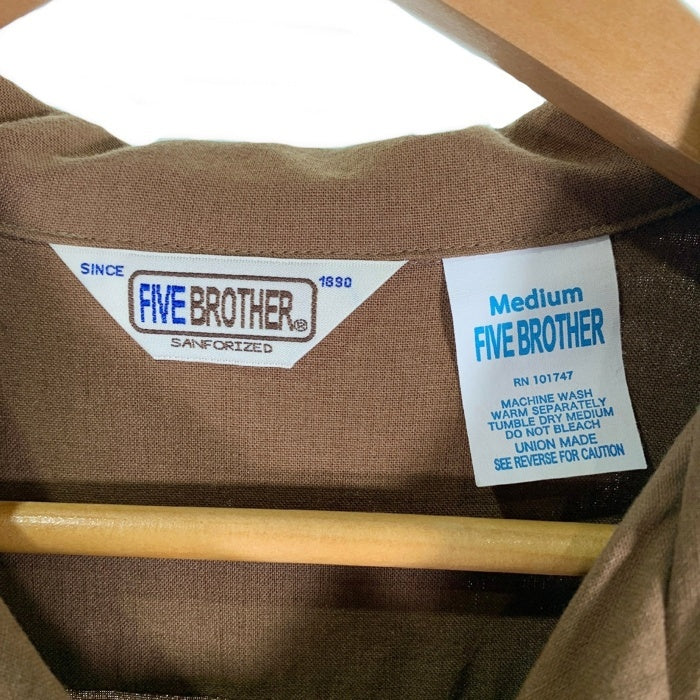 SINCE 1890
FIVE BROTHER®
SANFORIZED
Medium
FIVE BROTHER
RN 101747
MACHINE WASH
WARM SEPARATELY
TUMBLE DRY MEDIUM
DO NOT BLEACH
UNION MADE
SEE REVERSE FOR CAUTION